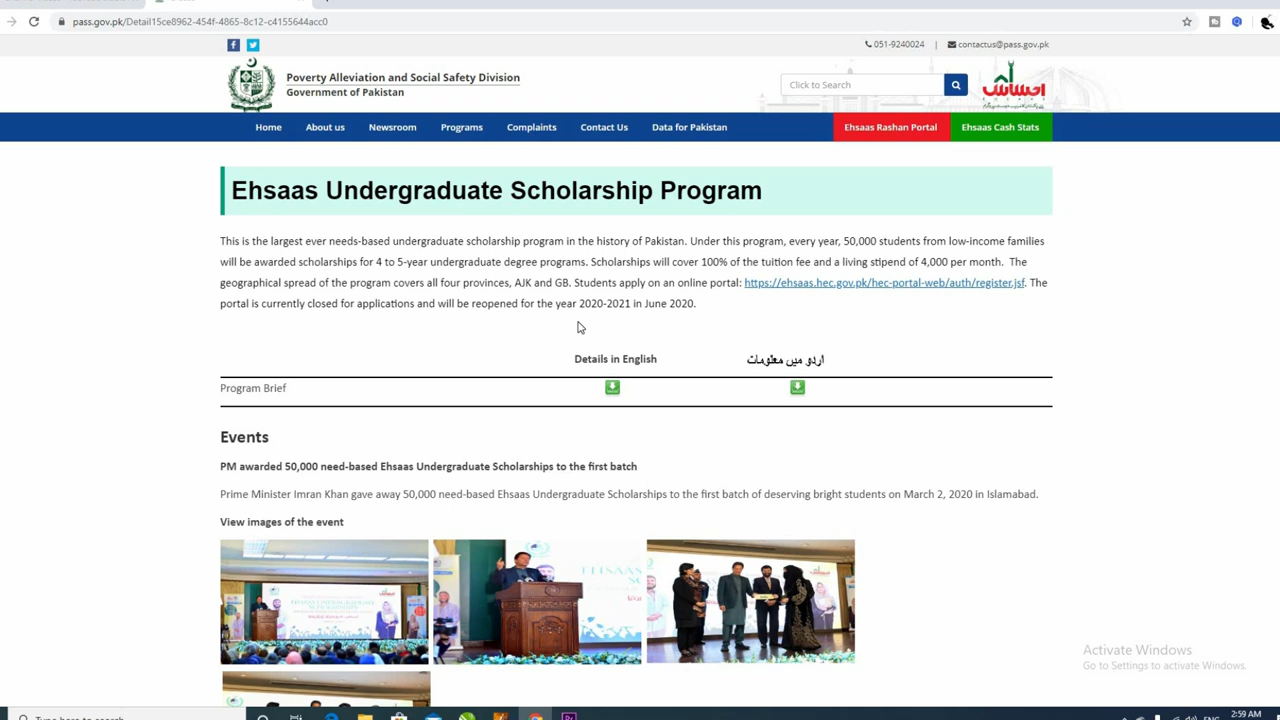 pass.gov.pk/Detail15ce8962-454f-4865-8c12-c4155644acc0
051-9240024 | contactus@pass.gov.pk
Poverty Alleviation and Social Safety Division
Government of Pakistan
Click to Search
احساس
Home About us Newsroom Programs Complaints Contact Us Data for Pakistan Ehsaas Rashan Portal Ehsaas Cash Stats
Ehsaas Undergraduate Scholarship Program
This is the largest ever needs-based undergraduate scholarship program in the history of Pakistan. Under this program, every year, 50,000 students from low-income families
will be awarded scholarships for 4 to 5-year undergraduate degree programs. Scholarships will cover 100% of the tuition fee and a living stipend of 4,000 per month. The
geographical spread of the program covers all four provinces, AJK and GB. Students apply on an online portal: https://ehsaas.hec.gov.pk/hec-portal-web/auth/register.jsf. The
portal is currently closed for applications and will be reopened for the year 2020-2021 in June 2020.
Details in English اردو میں معلومات
Program Brief
Events
PM awarded 50,000 need-based Ehsaas Undergraduate Scholarships to the first batch
Prime Minister Imran Khan gave away 50,000 need-based Ehsaas Undergraduate Scholarships to the first batch of deserving bright students on March 2, 2020 in Islamabad.
View images of the event
Activate Windows
Go to Settings to activate Windows.
Type here to search
ENG 2:59 AM